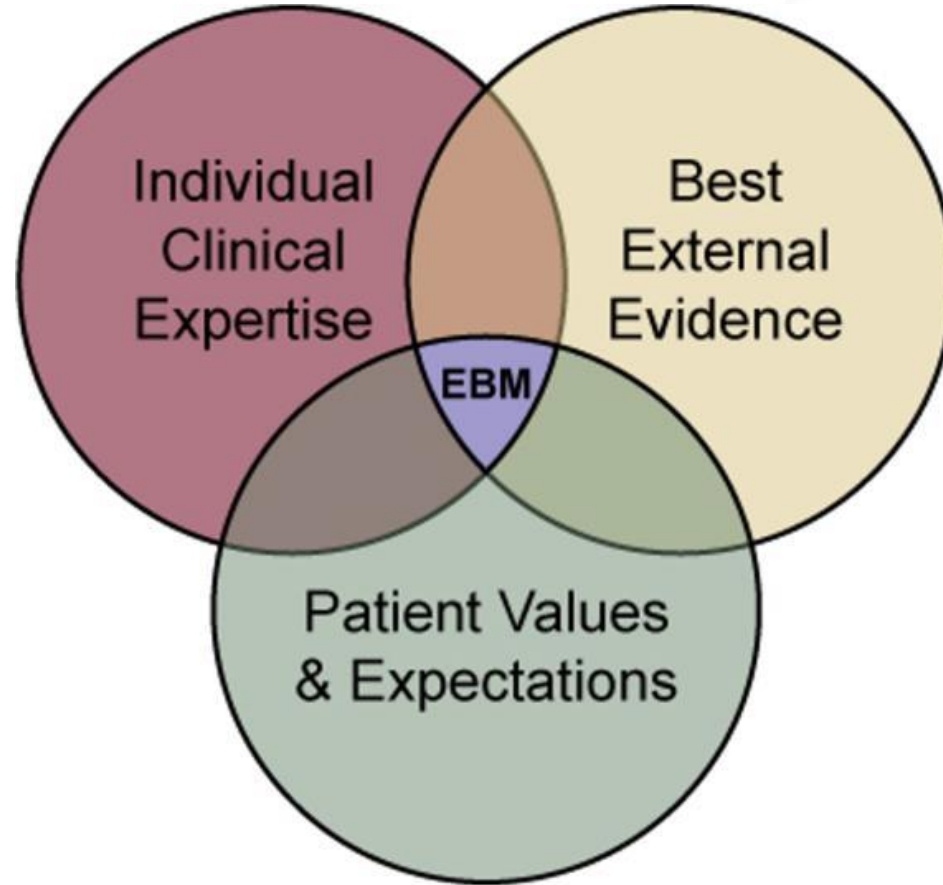 Individual
Clinical
Expertise
Best
External
Evidence
EBM
Patient Values
& Expectations